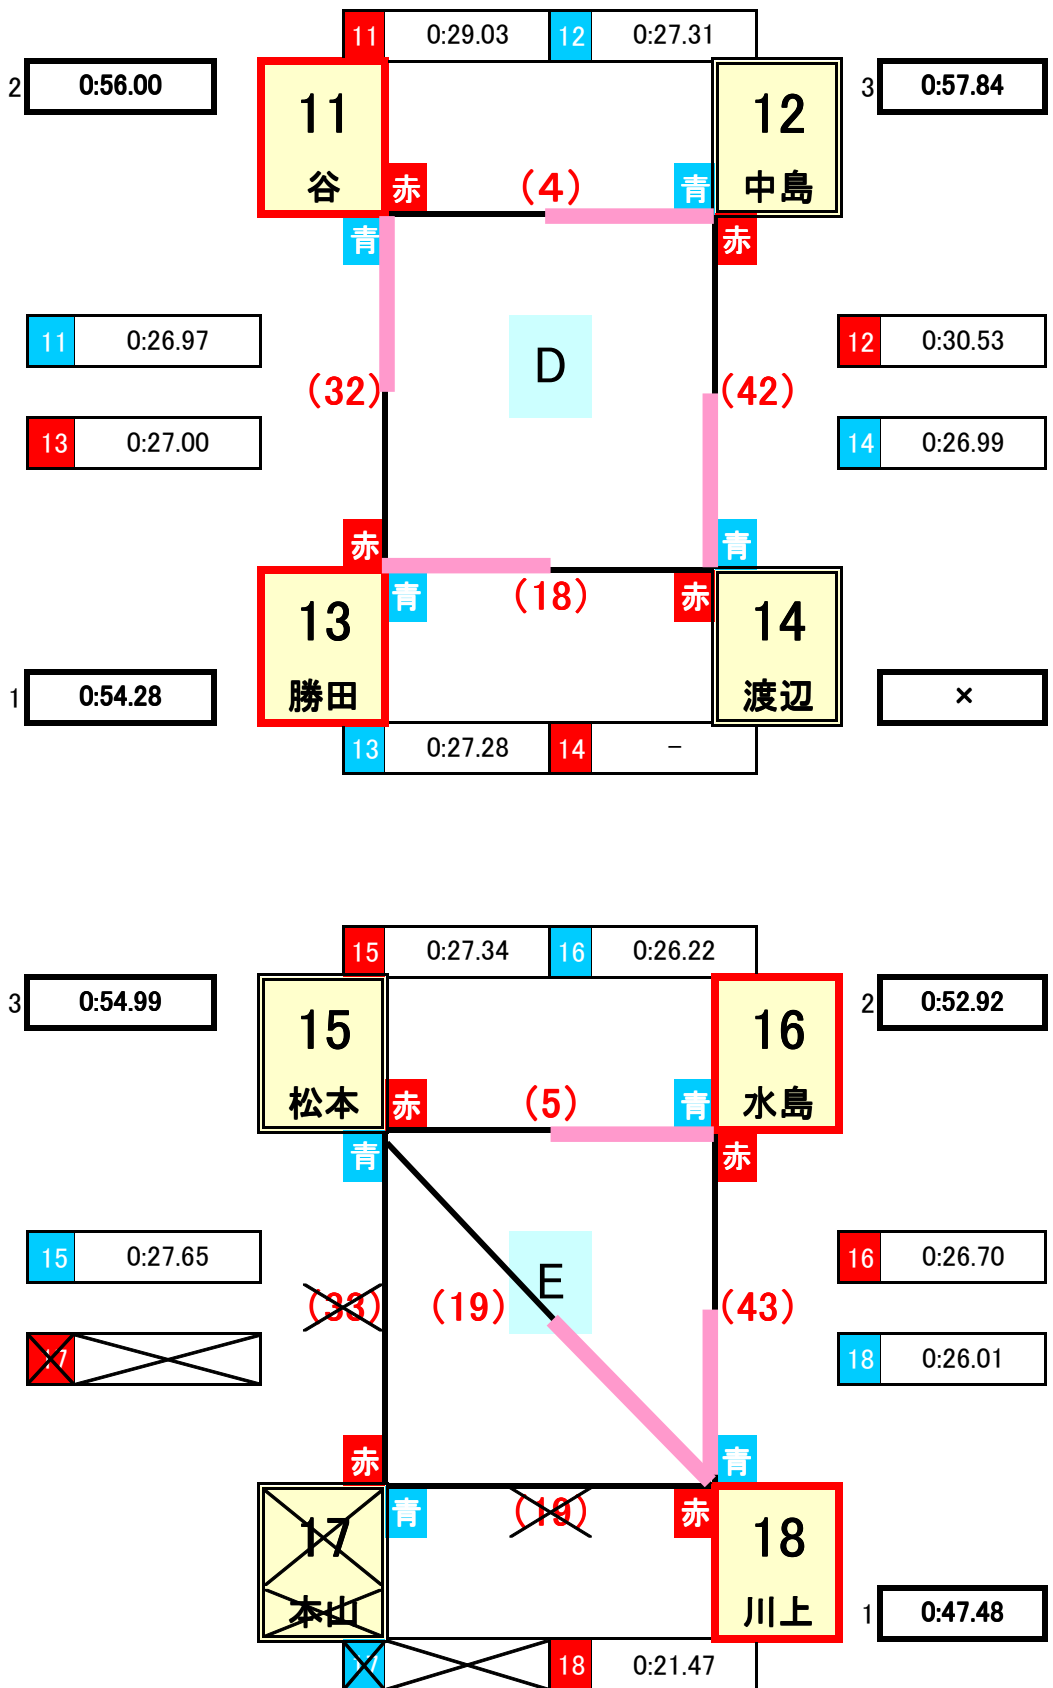 11 0:29.03 12 0:27.31
2 0:56.00
3 0:57.84
11
谷
12
中島
赤 (4) 青
青 赤
11 0:26.97
12 0:30.53
D
(32) (42)
13 0:27.00
14 0:26.99
赤 青
青 (18) 赤
13
勝田
14
渡辺
1 0:54.28
×
13 0:27.28 14 −
15 0:27.34 16 0:26.22
3 0:54.99
2 0:52.92
15
松本
16
水島
赤 (5) 青
青 赤
15 0:27.65
16 0:26.70
E
(33) (19) (43)
17
18 0:26.01
赤 青
青 (19) 赤
17
本山
18
川上
1 0:47.48
17 18 0:21.47